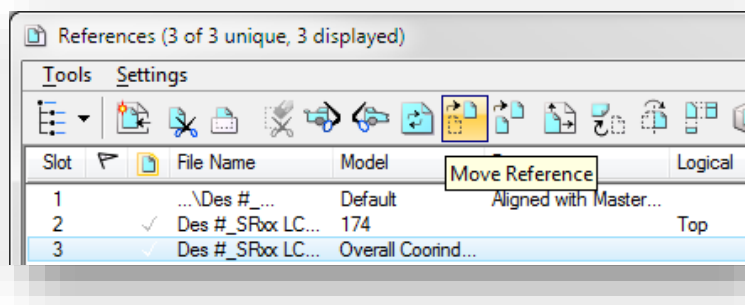 References (3 of 3 unique, 3 displayed)
Tools Settings
Slot File Name Model Logical
Move Reference
1 ...\Des #_... Default Aligned with Master...
2 Des #_SRxx LC... 174 Top
3 Des #_SRxx LC... Overall Coorind...